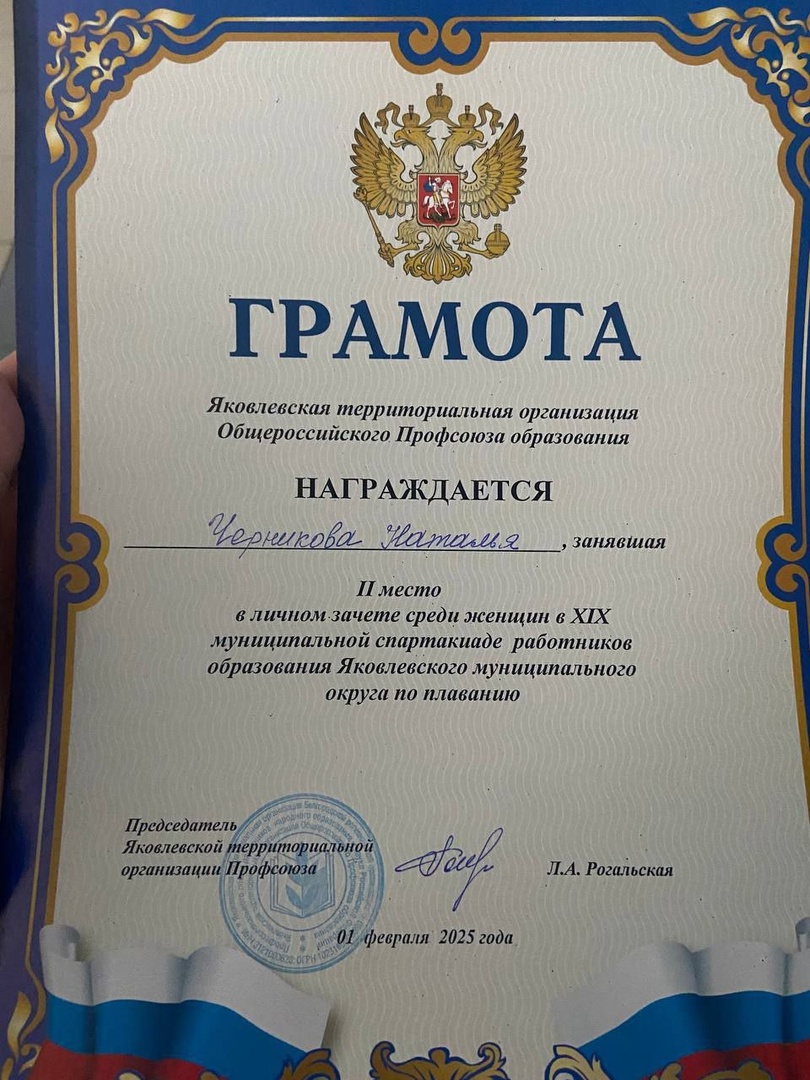 ГРАМОТА
Яковлевская территориальная организация
Общероссийского Профсоюза образования
НАГРАЖДАЕТСЯ
Черникова Наталья, занявшая
II место
в личном зачете среди женщин в XIX
муниципальной спартакиаде работников
образования Яковлевского муниципального
округа по плаванию
Председатель
Яковлевской территориальной
организации Профсоюза
Л.А. Рогальская
01 февраля 2025 года